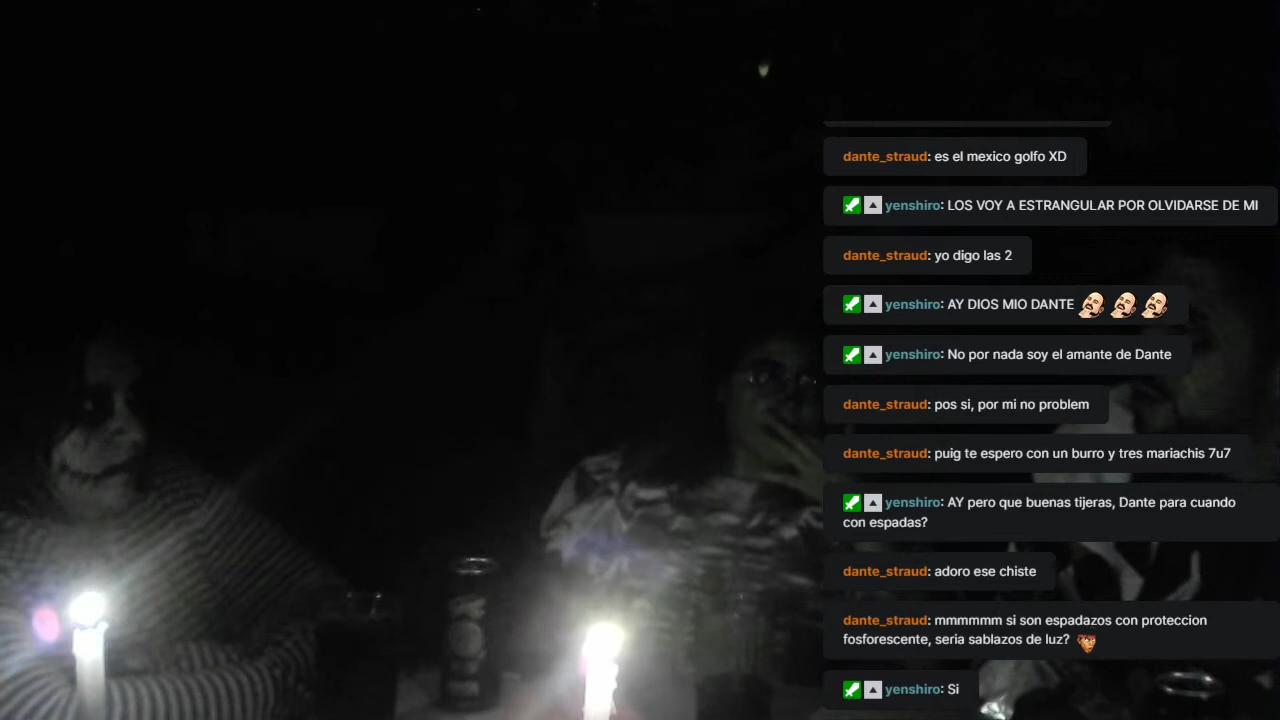 dante_straud: es el mexico golfo XD
yenshiro: LOS VOY A ESTRANGULAR POR OLVIDARSE DE MI
dante_straud: yo digo las 2
yenshiro: AY DIOS MIO DANTE
yenshiro: No por nada soy el amante de Dante
dante_straud: pos si, por mi no problem
dante_straud: puig te espero con un burro y tres mariachis 7u7
yenshiro: AY pero que buenas tijeras, Dante para cuando
con espadas?
dante_straud: adoro ese chiste
dante_straud: mmmmmm si son espadazos con proteccion
fosforescente, seria sablazos de luz?
yenshiro: Si